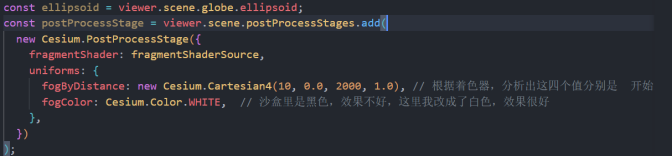 const ellipsoid = viewer.scene.globe.ellipsoid;
const postProcessStage = viewer.scene.postProcessStages.add(
new Cesium.PostProcessStage({
fragmentShader: fragmentShaderSource,
uniforms: {
fogByDistance: new Cesium.Cartesian4(10, 0.0, 2000, 1.0), // 根据着色器，分析出这四个值分别是 开始
fogColor: Cesium.Color.WHITE, // 沙盒里是黑色，效果不好，这里我改成了白色，效果很好
},
})
);